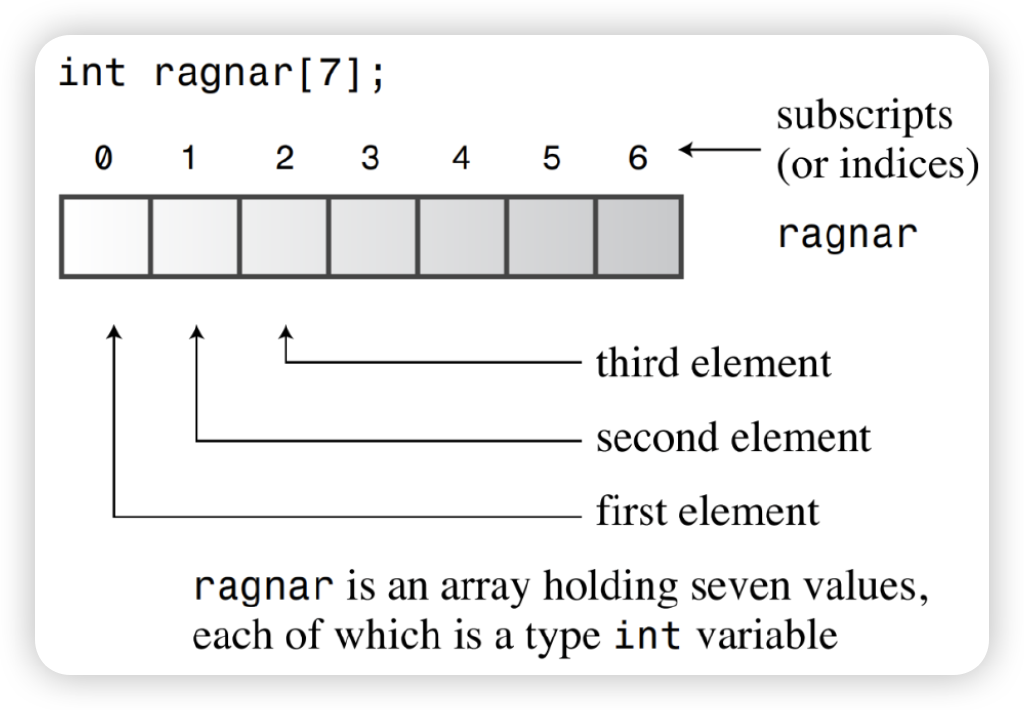 int ragnar[7];
subscripts
(or indices)
0 1 2 3 4 5 6
ragnar
third element
second element
first element
ragnar is an array holding seven values,
each of which is a type int variable